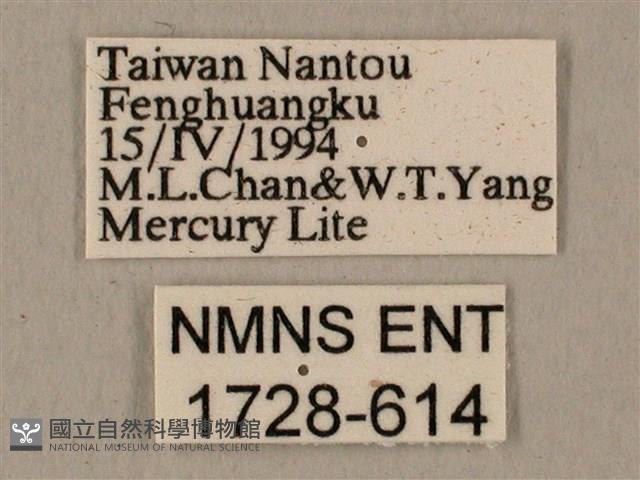 Taiwan Nantou
Fenghuangku
15/IV/1994
M.L.Chan&W.T.Yang
Mercury Lite
NMNS ENT
1728-614
國立自然科學博物館
NATIONAL MUSEUM OF NATURAL SCIENCE